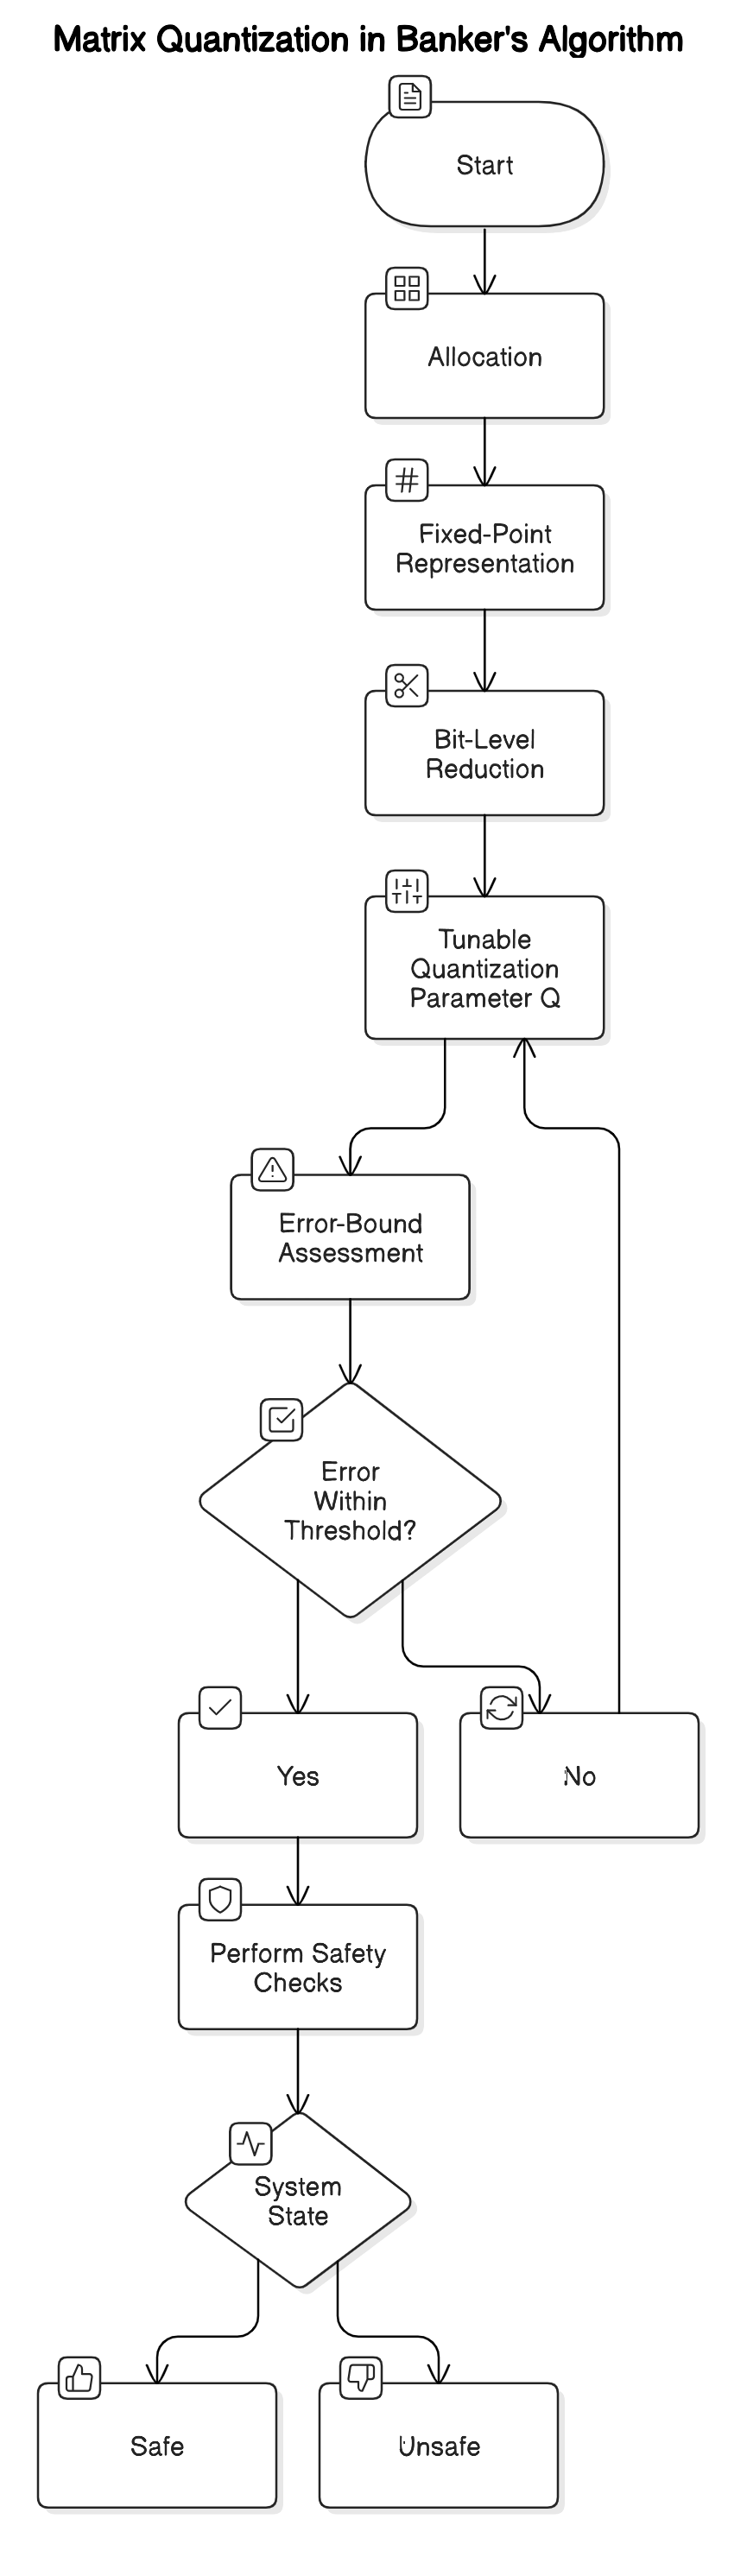 Matrix Quantization in Banker's Algorithm
Start
Allocation
Fixed-Point
Representation
Bit-Level
Reduction
Tunable
Quantization
Parameter Q
Error-Bound
Assessment
Error
Within
Threshold?
Yes
No
Perform Safety
Checks
System
State
Safe
Unsafe